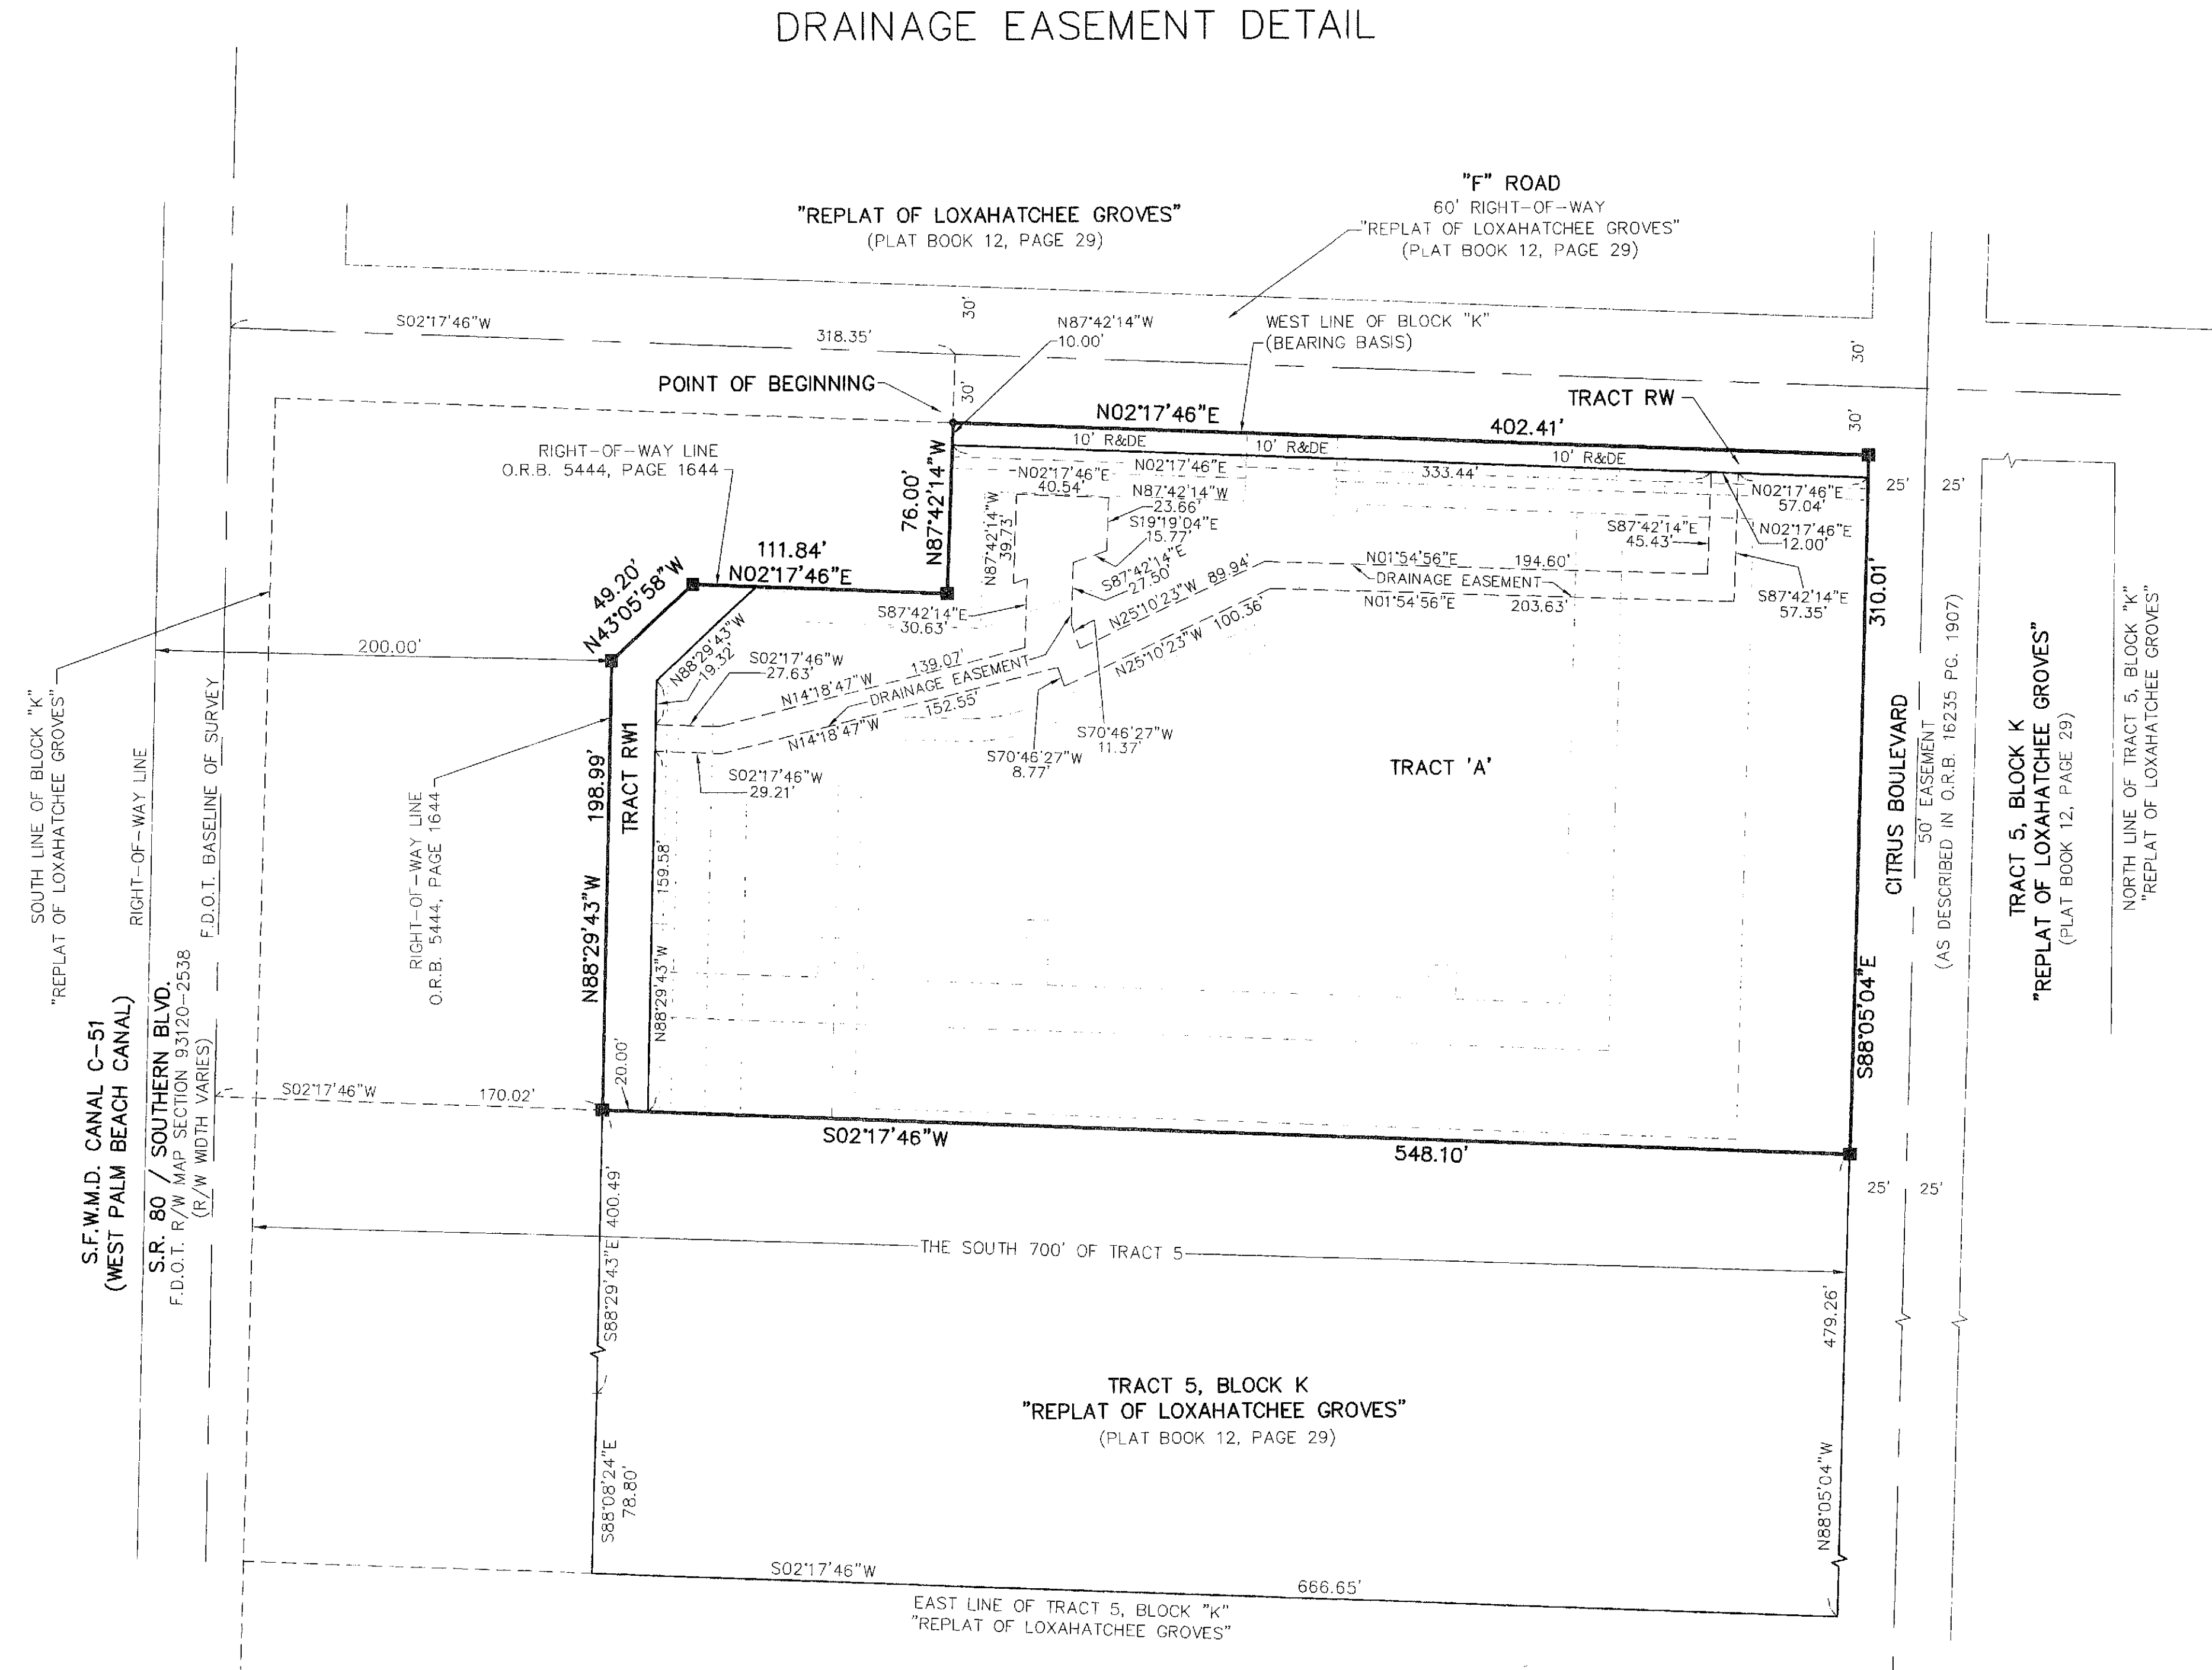 DRAINAGE EASEMENT DETAIL
"F" ROAD
60' RIGHT-OF-WAY
"REPLAT OF LOXAHATCHEE GROVES"
(PLAT BOOK 12, PAGE 29)
"REPLAT OF LOXAHATCHEE GROVES"
(PLAT BOOK 12, PAGE 29)
S02°17'46"W
318.35'
30'
30'
N87°42'14"W
10.00'
WEST LINE OF BLOCK "K"
(BEARING BASIS)
30'
30'
POINT OF BEGINNING
TRACT RW
N02°17'46"E
402.41'
10' R&DE
10' R&DE
10' R&DE
RIGHT-OF-WAY LINE
O.R.B. 5444, PAGE 1644
N02°17'46"E
40.54'
N02°17'46"E
333.44'
N87°42'14"W
23.66'
S19°19'04"E
15.77'
N87°42'14"W
39.73'
S87°42'14"E
27.50'
76.00'
N87°42'14"W
111.84'
N02°17'46"E
49.20'
N43°05'58"W
S87°42'14"E
30.63'
N25°10'23"W 89.94'
N25°10'23"W 100.36'
N01°54'56"E 194.60'
DRAINAGE EASEMENT
N01°54'56"E 203.63'
S87°42'14"E
45.43'
N02°17'46"E
57.04'
N02°17'46"E
12.00'
S87°42'14"E
57.35'
25'
25'
310.01'
200.00'
N88°29'43"W
19.32'
S02°17'46"W
27.63'
N14°18'47"W
139.07'
DRAINAGE EASEMENT
N14°18'47"W
152.55'
S02°17'46"W
29.21'
S70°46'27"W
8.77'
S70°46'27"W
11.37'
TRACT 'A'
TRACT RW1
198.99'
N88°29'43"W
159.58'
N88°29'43"W
20.00'
RIGHT-OF-WAY LINE
O.R.B. 5444, PAGE 1644
SOUTH LINE OF BLOCK "K"
"REPLAT OF LOXAHATCHEE GROVES"
RIGHT-OF-WAY LINE
F.D.O.T. BASELINE OF SURVEY
S.F.W.M.D. CANAL C-51
(WEST PALM BEACH CANAL)
S.R. 80 / SOUTHERN BLVD.
F.D.O.T. R/W MAP SECTION 93120-2538
(R/W WIDTH VARIES)
S02°17'46"W
170.02'
S02°17'46"W
548.10'
S88°05'04"E
CITRUS BOULEVARD
50' EASEMENT
(AS DESCRIBED IN O.R.B. 16235 PG. 1907)
TRACT 5, BLOCK K
"REPLAT OF LOXAHATCHEE GROVES"
(PLAT BOOK 12, PAGE 29)
NORTH LINE OF TRACT 5, BLOCK "K"
"REPLAT OF LOXAHATCHEE GROVES"
25'
25'
S88°29'43"E 400.49'
THE SOUTH 700' OF TRACT 5
479.26'
N88°05'04"W
TRACT 5, BLOCK K
"REPLAT OF LOXAHATCHEE GROVES"
(PLAT BOOK 12, PAGE 29)
S88°08'24"E
78.80'
S02°17'46"W
666.65'
EAST LINE OF TRACT 5, BLOCK "K"
"REPLAT OF LOXAHATCHEE GROVES"